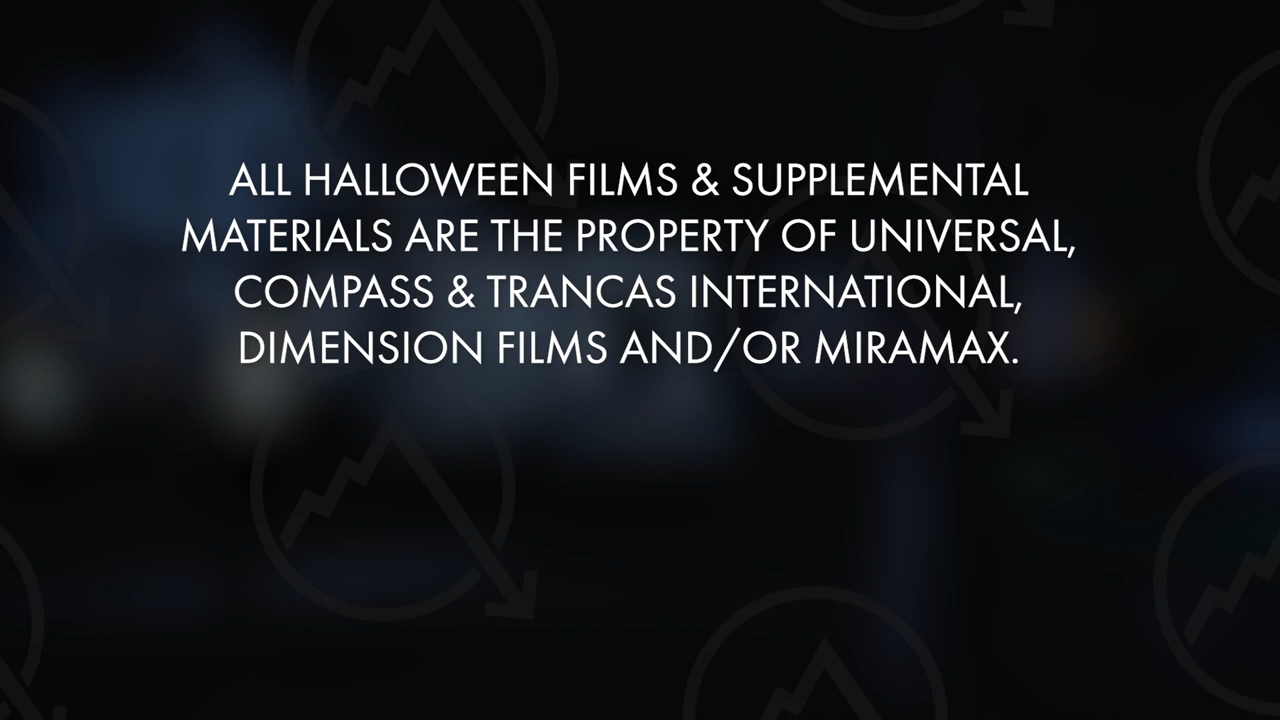 ALL HALLOWEEN FILMS & SUPPLEMENTAL
MATERIALS ARE THE PROPERTY OF UNIVERSAL,
COMPASS & TRANCAS INTERNATIONAL,
DIMENSION FILMS AND/OR MIRAMAX.